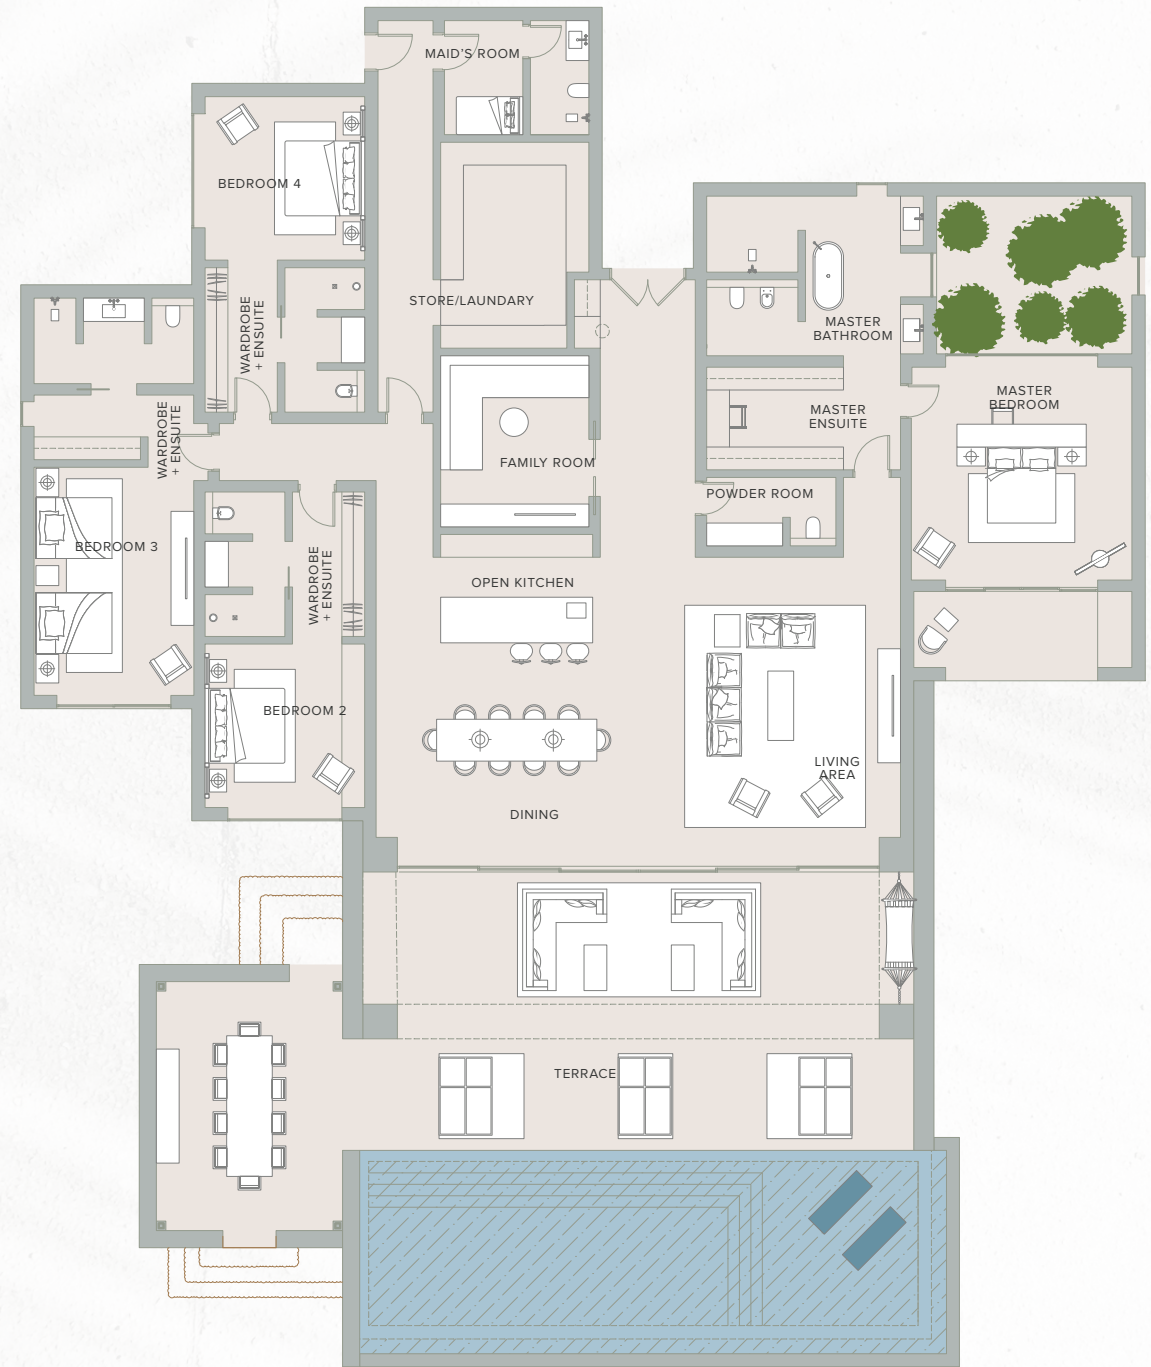 MAID'S ROOM
BEDROOM 4
STORE/LAUNDARY
WARDROBE
+ ENSUITE
MASTER
BATHROOM
MASTER
BEDROOM
WARDROBE
+ ENSUITE
MASTER
ENSUITE
FAMILY ROOM
POWDER ROOM
BEDROOM 3
WARDROBE
+ ENSUITE
OPEN KITCHEN
BEDROOM 2
LIVING
AREA
DINING
TERRACE